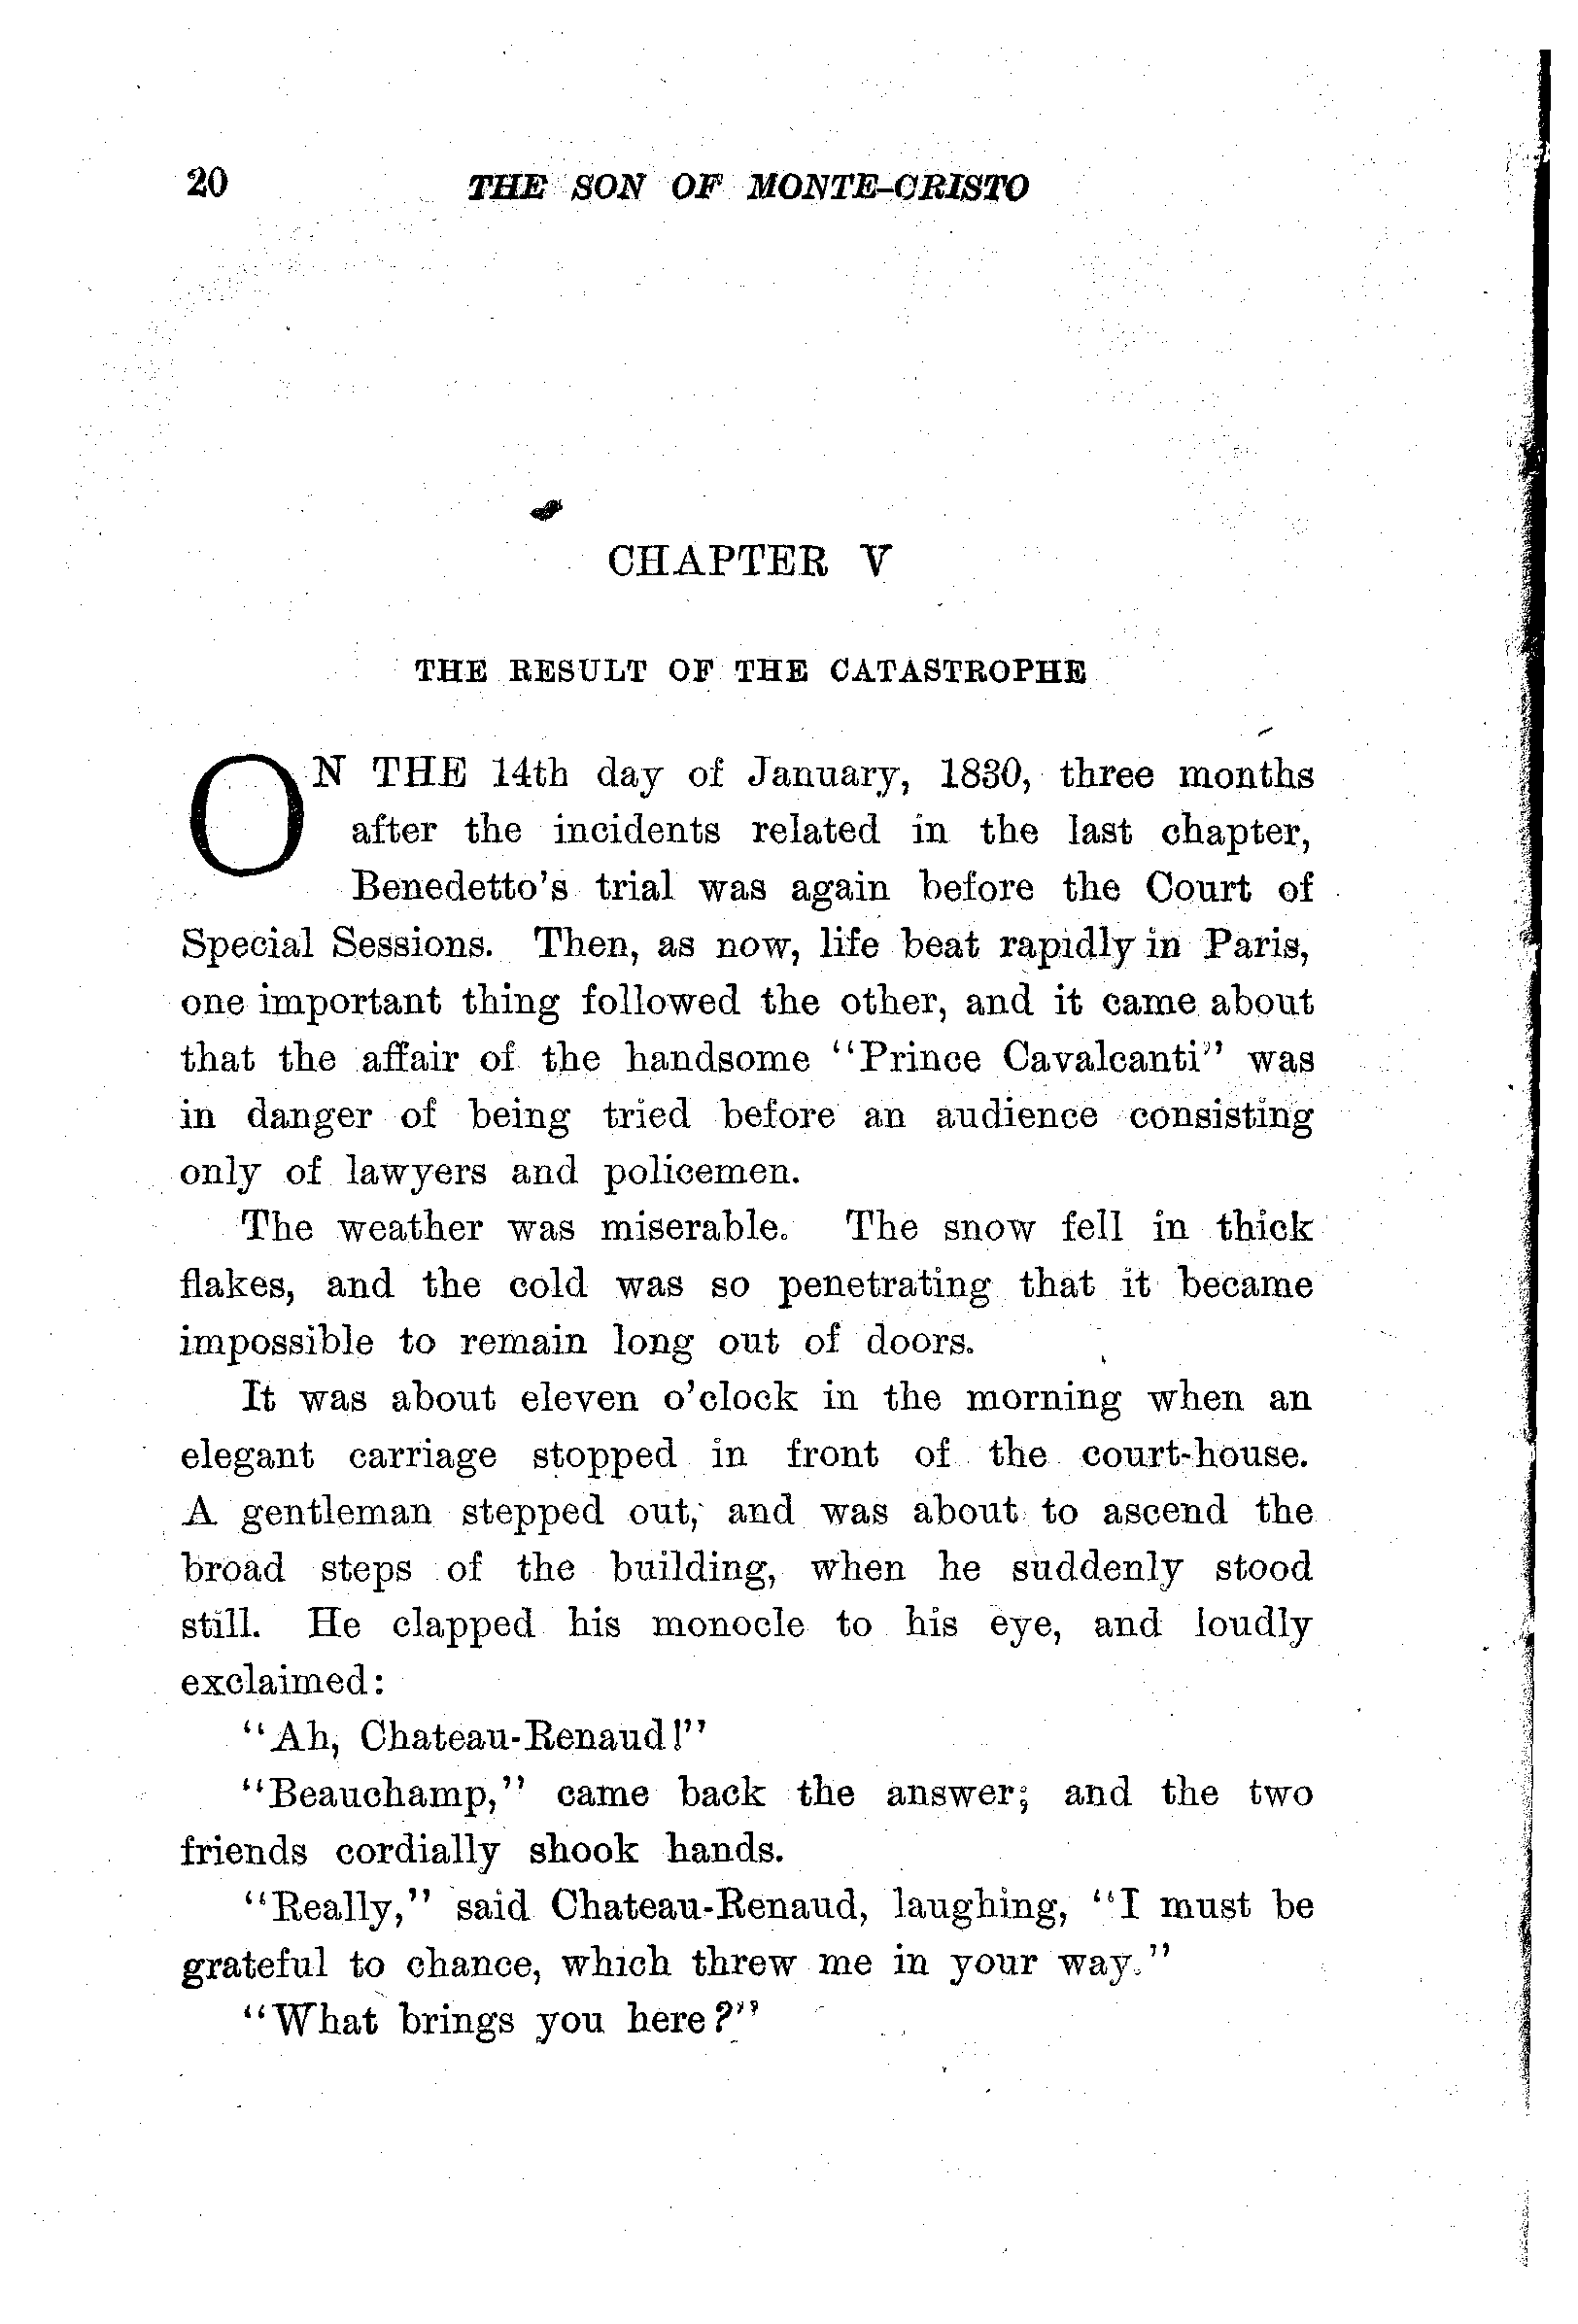 20 THE SON OF MONTE-CRISTO
CHAPTER V
THE RESULT OF THE CATASTROPHE
ON THE 14th day of January, 1830, three months
after the incidents related in the last chapter,
Benedetto's trial was again before the Court of
Special Sessions. Then, as now, life beat rapidly in Paris,
one important thing followed the other, and it came about
that the affair of the handsome "Prince Cavalcanti" was
in danger of being tried before an audience consisting
only of lawyers and policemen.
The weather was miserable. The snow fell in thick
flakes, and the cold was so penetrating that it became
impossible to remain long out of doors.
It was about eleven o'clock in the morning when an
elegant carriage stopped in front of the court-house.
A gentleman stepped out, and was about to ascend the
broad steps of the building, when he suddenly stood
still. He clapped his monocle to his eye, and loudly
exclaimed:
"Ah, Chateau-Renaud!"
"Beauchamp," came back the answer; and the two
friends cordially shook hands.
"Really," said Chateau-Renaud, laughing, "I must be
grateful to chance, which threw me in your way."
"What brings you here?"